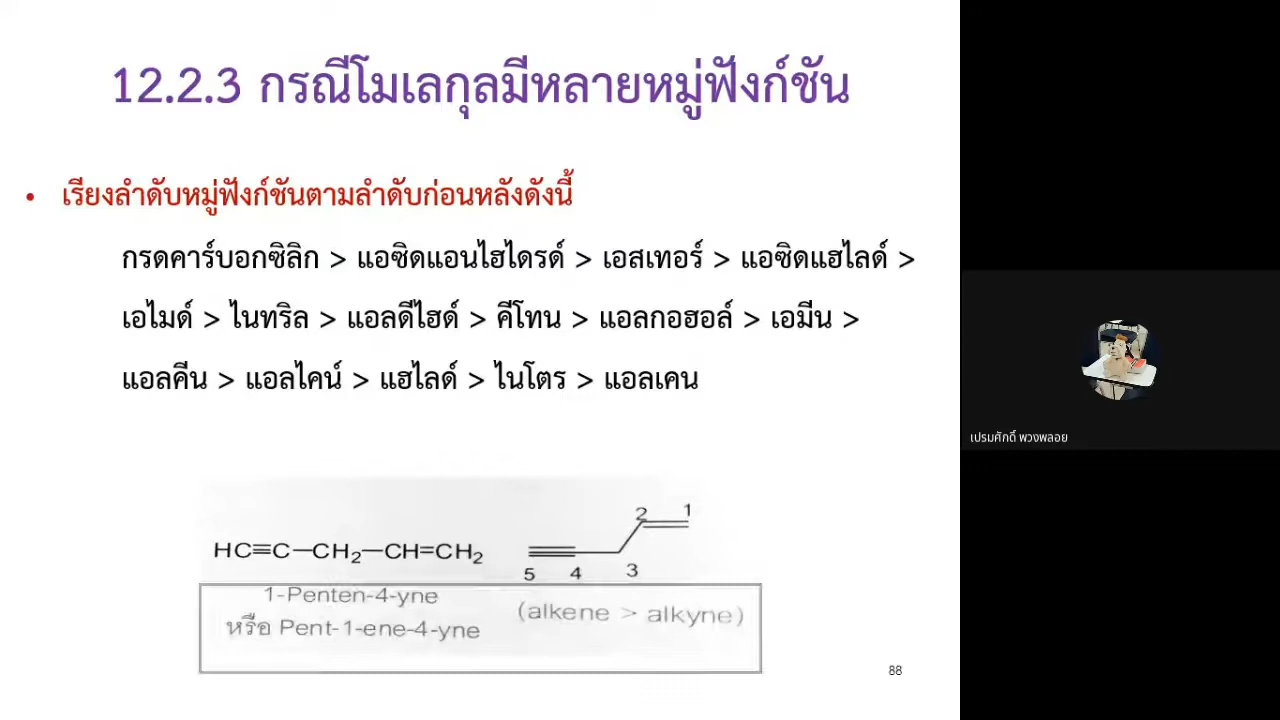 12.2.3 กรณีโมเลกุลมีหลายหมู่ฟังก์ชัน
• เรียงลำดับหมู่ฟังก์ชันตามลำดับก่อนหลังดังนี้
กรดคาร์บอกซิลิก > แอซิดแอนไฮไดรด์ > เอสเทอร์ > แอซิดแฮไลด์ >
เอไมด์ > ไนทริล > แอลดีไฮด์ > คีโทน > แอลกอฮอล์ > เอมีน >
แอลคีน > แอลไคน์ > แฮไลด์ > ไนโตร > แอลเคน
HC≡C—CH₂—CH=CH₂
2 1
5 4 3
1-Penten-4-yne
หรือ Pent-1-ene-4-yne
(alkene > alkyne)
88
เปรมศักดิ์ พวงพลอย